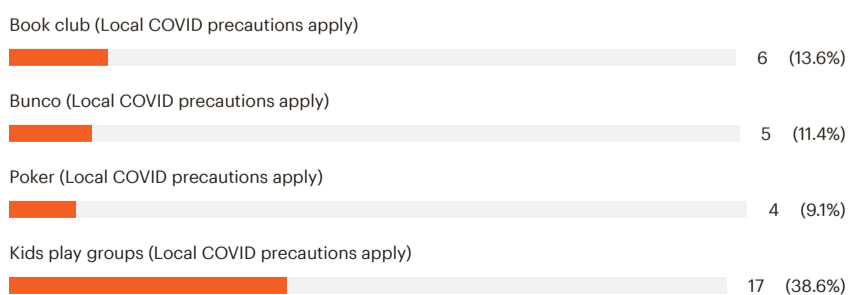 Book club (Local COVID precautions apply)
6 (13.6%)
Bunco (Local COVID precautions apply)
5 (11.4%)
Poker (Local COVID precautions apply)
4 (9.1%)
Kids play groups (Local COVID precautions apply)
17 (38.6%)